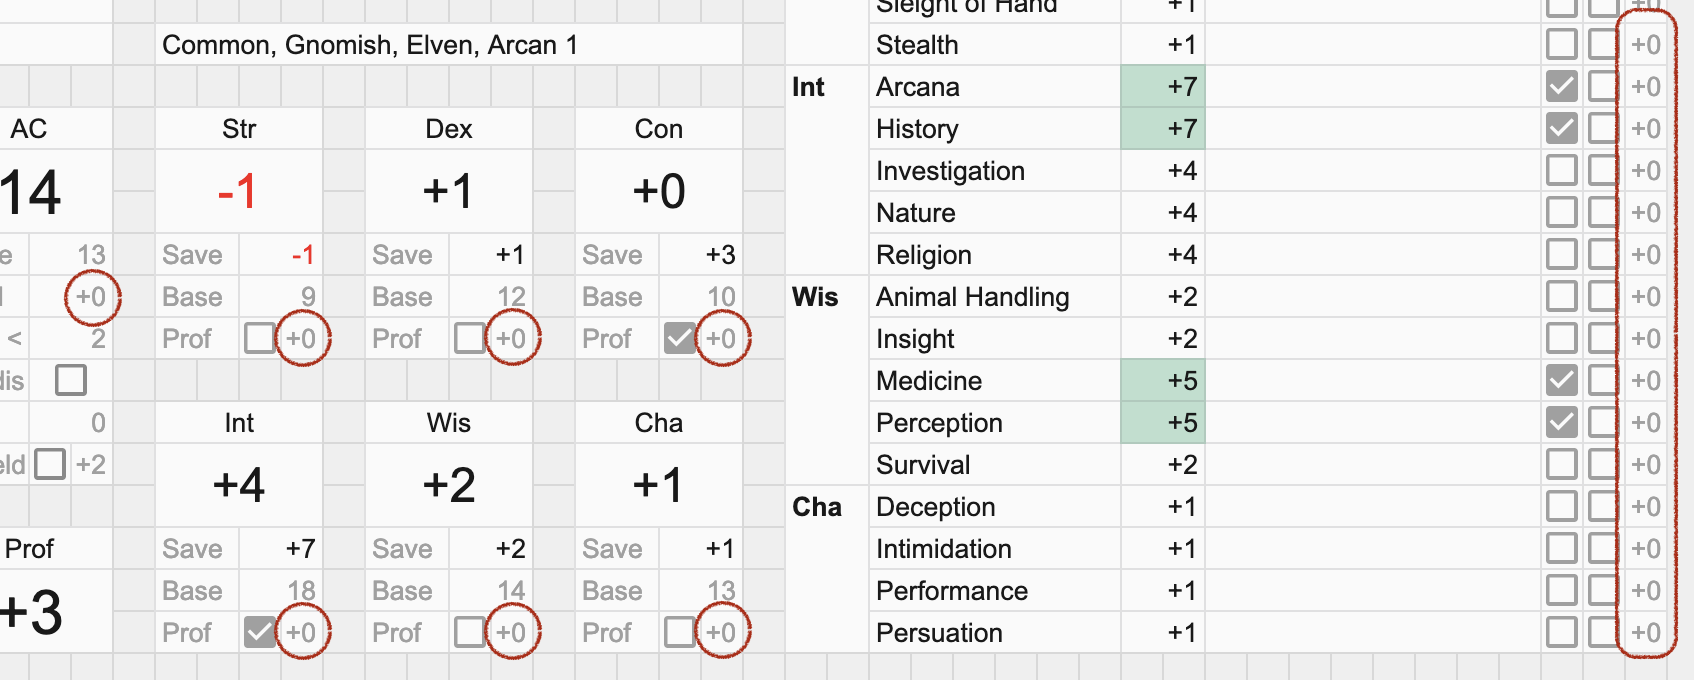 Common, Gnomish, Elven, Arcan 1
AC
14
13
+0
< 2
0
+2
Prof
+3
Str
-1
Save -1
Base 9
Prof +0
Dex
+1
Save +1
Base 12
Prof +0
Con
+0
Save +3
Base 10
Prof +0
Int
+4
Save +7
Base 18
Prof +0
Wis
+2
Save +2
Base 14
Prof +0
Cha
+1
Save +1
Base 13
Prof +0
Sleight of Hand +1 +0
Stealth +1 +0
Int Arcana +7 +0
History +7 +0
Investigation +4 +0
Nature +4 +0
Religion +4 +0
Wis Animal Handling +2 +0
Insight +2 +0
Medicine +5 +0
Perception +5 +0
Survival +2 +0
Cha Deception +1 +0
Intimidation +1 +0
Performance +1 +0
Persuation +1 +0